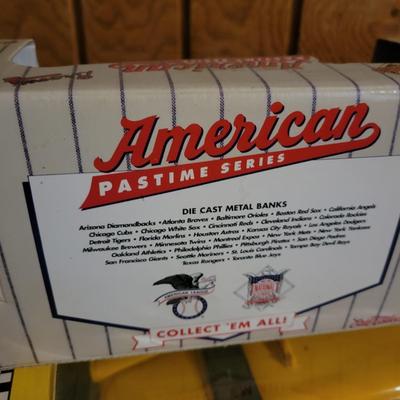 American
PASTIME SERIES
DIE CAST METAL BANKS
Arizona Diamondbacks • Atlanta Braves • Baltimore Orioles • Boston Red Sox • California Angels
Chicago Cubs • Chicago White Sox • Cincinnati Reds • Cleveland Indians • Colorado Rockies
Detroit Tigers • Florida Marlins • Houston Astros • Kansas City Royals • Los Angeles Dodgers
Milwaukee Brewers • Minnesota Twins • Montreal Expos • New York Mets • New York Yankees
Oakland Athletics • Philadelphia Phillies • Pittsburgh Pirates • San Diego Padres
San Francisco Giants • Seattle Mariners • St. Louis Cardinals • Tampa Bay Devil Rays
Texas Rangers • Toronto Blue Jays
AMERICAN LEAGUE
NATIONAL
COLLECT 'EM ALL!